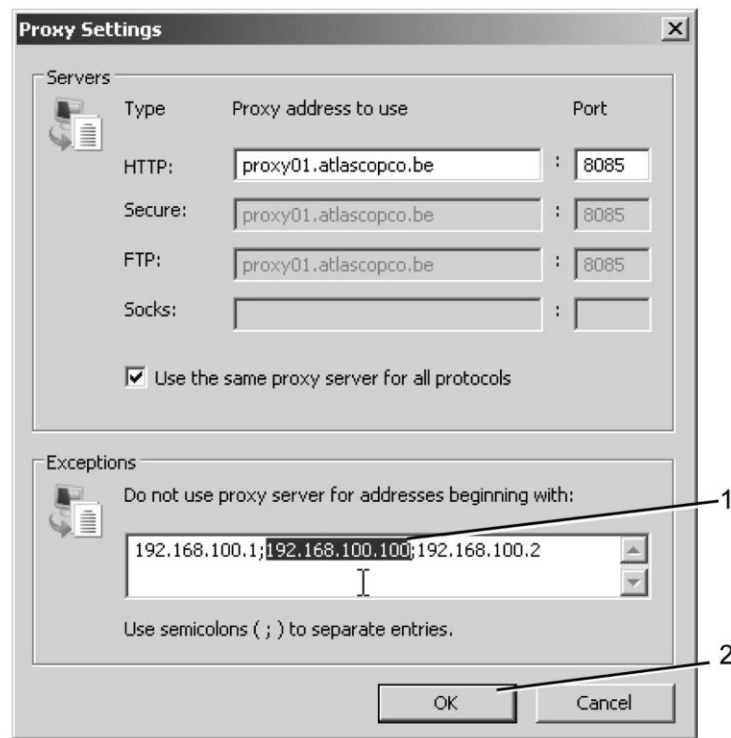 Proxy Settings
Servers
Type Proxy address to use Port
HTTP: proxy01.atlascopco.be : 8085
Secure: proxy01.atlascopco.be : 8085
FTP: proxy01.atlascopco.be : 8085
Socks: :
Use the same proxy server for all protocols
Exceptions
Do not use proxy server for addresses beginning with:
1
192.168.100.1;192.168.100.100;192.168.100.2
Use semicolons ( ; ) to separate entries.
2
OK Cancel